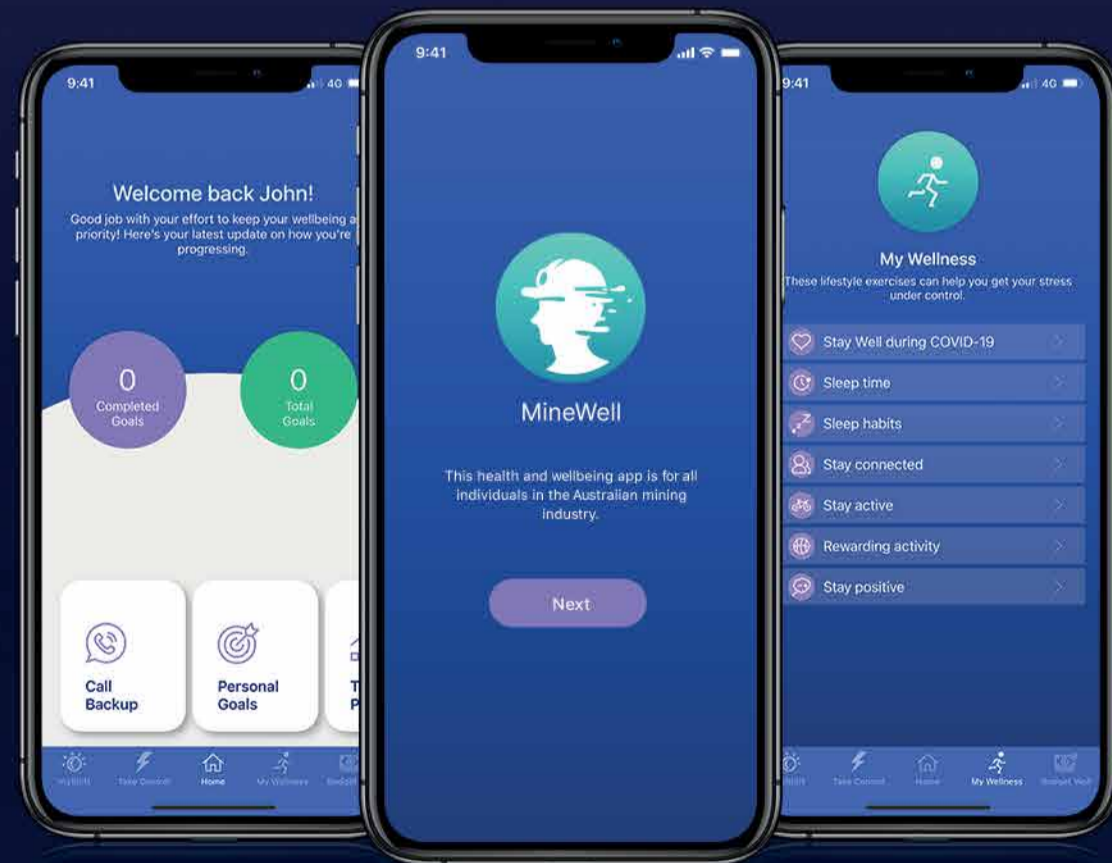 9:41
4G
Welcome back John!
Good job with your effort to keep your wellbeing a
priority! Here's your latest update on how you're
progressing.
0
Completed
Goals
0
Total
Goals
Call
Backup
Personal
Goals
T
P
Take Control
Home
My Wellness
9:41
MineWell
This health and wellbeing app is for all
individuals in the Australian mining
industry.
Next
9:41
4G
My Wellness
These lifestyle exercises can help you get your stress
under control.
Stay Well during COVID-19
Sleep time
Sleep habits
Stay connected
Stay active
Rewarding activity
Stay positive
Take Control
Home
My Wellness
Budget Well